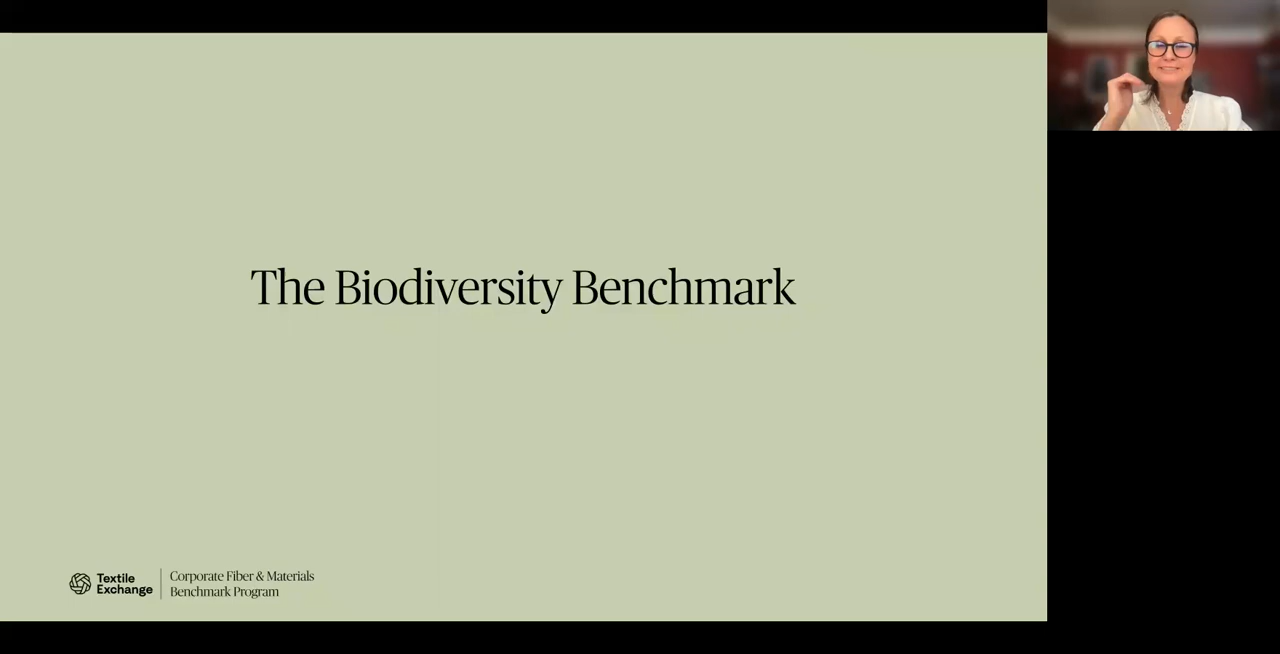 The Biodiversity Benchmark
Textile
Exchange
Corporate Fiber & Materials
Benchmark Program